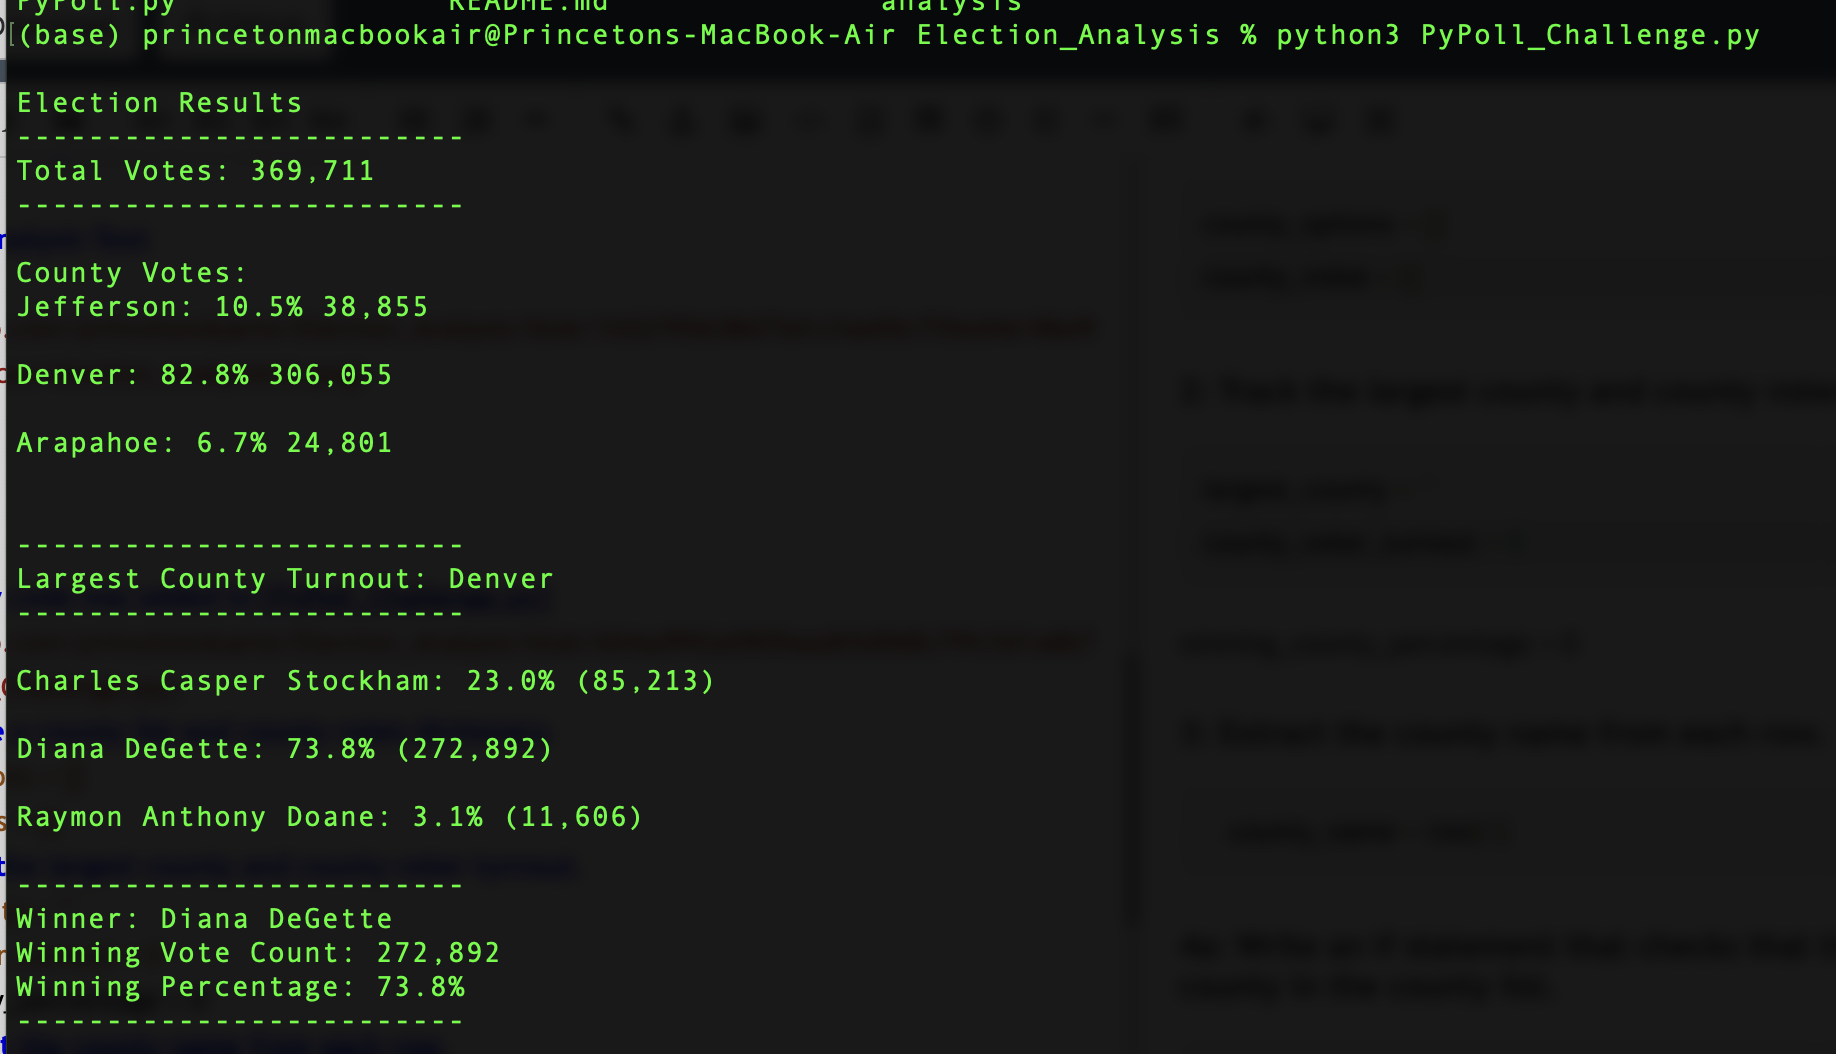 PyPoll.py README.md analysis
[(base) princetonmacbookair@Princetons-MacBook-Air Election_Analysis % python3 PyPoll_Challenge.py
Election Results
-------------------------
Total Votes: 369,711
-------------------------
County Votes:
Jefferson: 10.5% 38,855
Denver: 82.8% 306,055
Arapahoe: 6.7% 24,801
-------------------------
Largest County Turnout: Denver
-------------------------
Charles Casper Stockham: 23.0% (85,213)
Diana DeGette: 73.8% (272,892)
Raymon Anthony Doane: 3.1% (11,606)
-------------------------
Winner: Diana DeGette
Winning Vote Count: 272,892
Winning Percentage: 73.8%
-------------------------